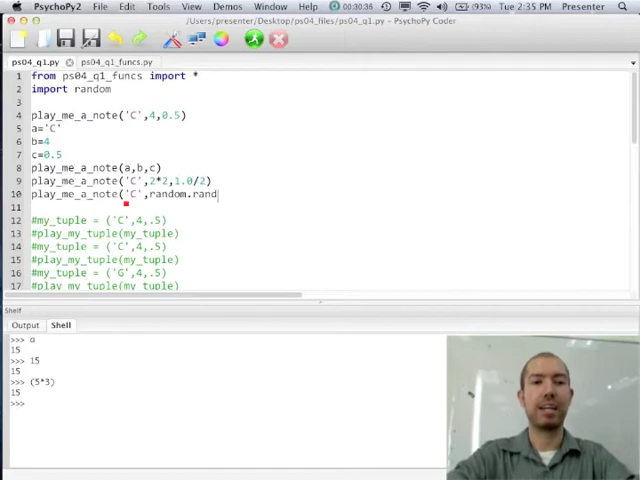 PsychoPy2 File Edit View Demos Window Help 00:30:36 (93%) Tue 2:35 PM Presenter
/Users/presenter/Desktop/ps04_files/ps04_q1.py - PsychoPy Coder
ps04_q1.py ps04_q1_funcs.py
1 from ps04_q1_funcs import *
2 import random
3
4 play_me_a_note('C',4,0.5)
5 a='C'
6 b=4
7 c=0.5
8 play_me_a_note(a,b,c)
9 play_me_a_note('C',2*2,1.0/2)
10 play_me_a_note('C',random.rand
11
12 #my_tuple = ('C',4,.5)
13 #play_my_tuple(my_tuple)
14 #my_tuple = ('C',4,.5)
15 #play_my_tuple(my_tuple)
16 #my_tuple = ('G',4,.5)
17 #play_my_tuple(my_tuple)
Shelf
Output Shell
>>> a
15
>>> 15
15
>>> (5*3)
15
>>>